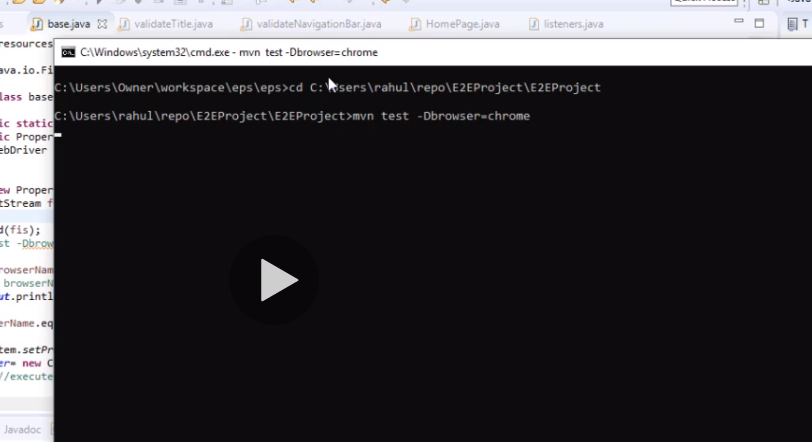 base.java validateTitle.java validateNavigationBar.java HomePage.java listeners.java
C:\Windows\system32\cmd.exe - mvn test -Dbrowser=chrome
resources
ava.io.Fi
lass base
ic static
ic Proper
ebDriver
ew Proper
tStream f
d(fis);
st -Dbrow
rowserNam
browserN
ut.printl
erName.eq
tem.setPr
er= new C
//execute
C:\Users\Owner\workspace\eps\eps>cd C:\Users\rahul\repo\E2EProject\E2EProject
C:\Users\rahul\repo\E2EProject\E2EProject>mvn test -Dbrowser=chrome
Javadoc